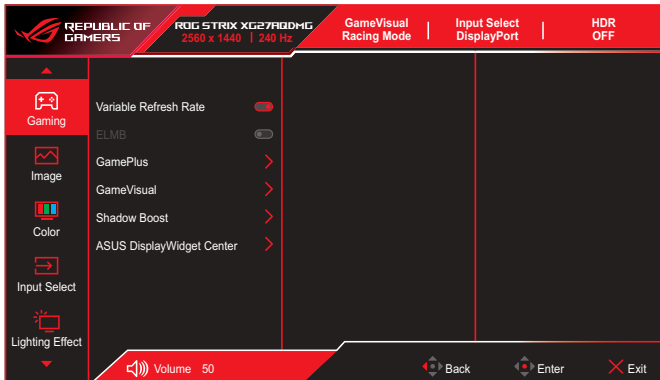 REPUBLIC OF
GAMERS
ROG STRIX XG27AQDMG
2560 x 1440 | 240 Hz
GameVisual
Racing Mode
Input Select
DisplayPort
HDR
OFF
Gaming
Image
Color
Input Select
Lighting Effect
Variable Refresh Rate
ELMB
GamePlus
GameVisual
Shadow Boost
ASUS DisplayWidget Center
Volume 50
Back
Enter
Exit